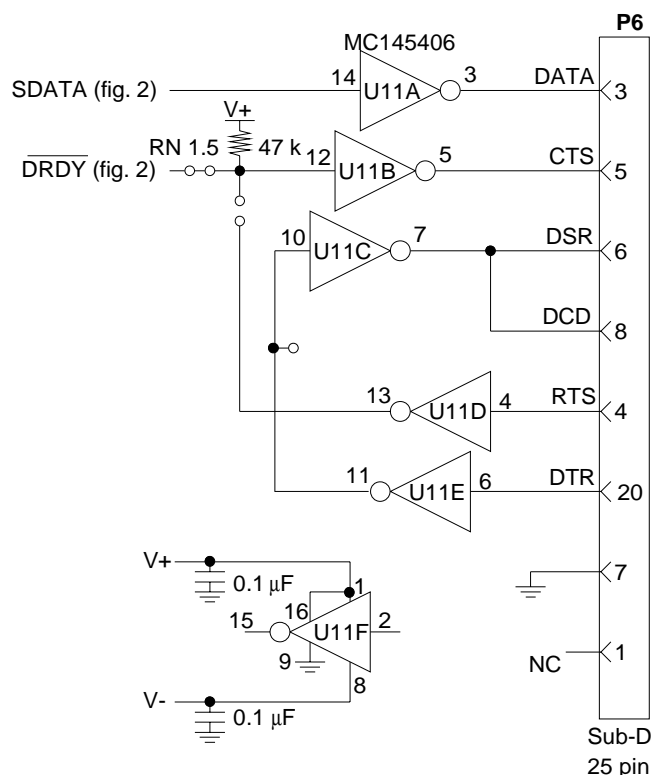 P6
MC145406
SDATA (fig. 2)
14
U11A
3
DATA
3
V+
RN 1.5
47 k
DRDY (fig. 2)
12
U11B
5
CTS
5
10
U11C
7
DSR
6
DCD
8
13
U11D
4
RTS
4
11
U11E
6
DTR
20
V+
0.1 μF
7
1
16
15
U11F
2
9
8
NC
1
V-
0.1 μF
Sub-D
25 pin